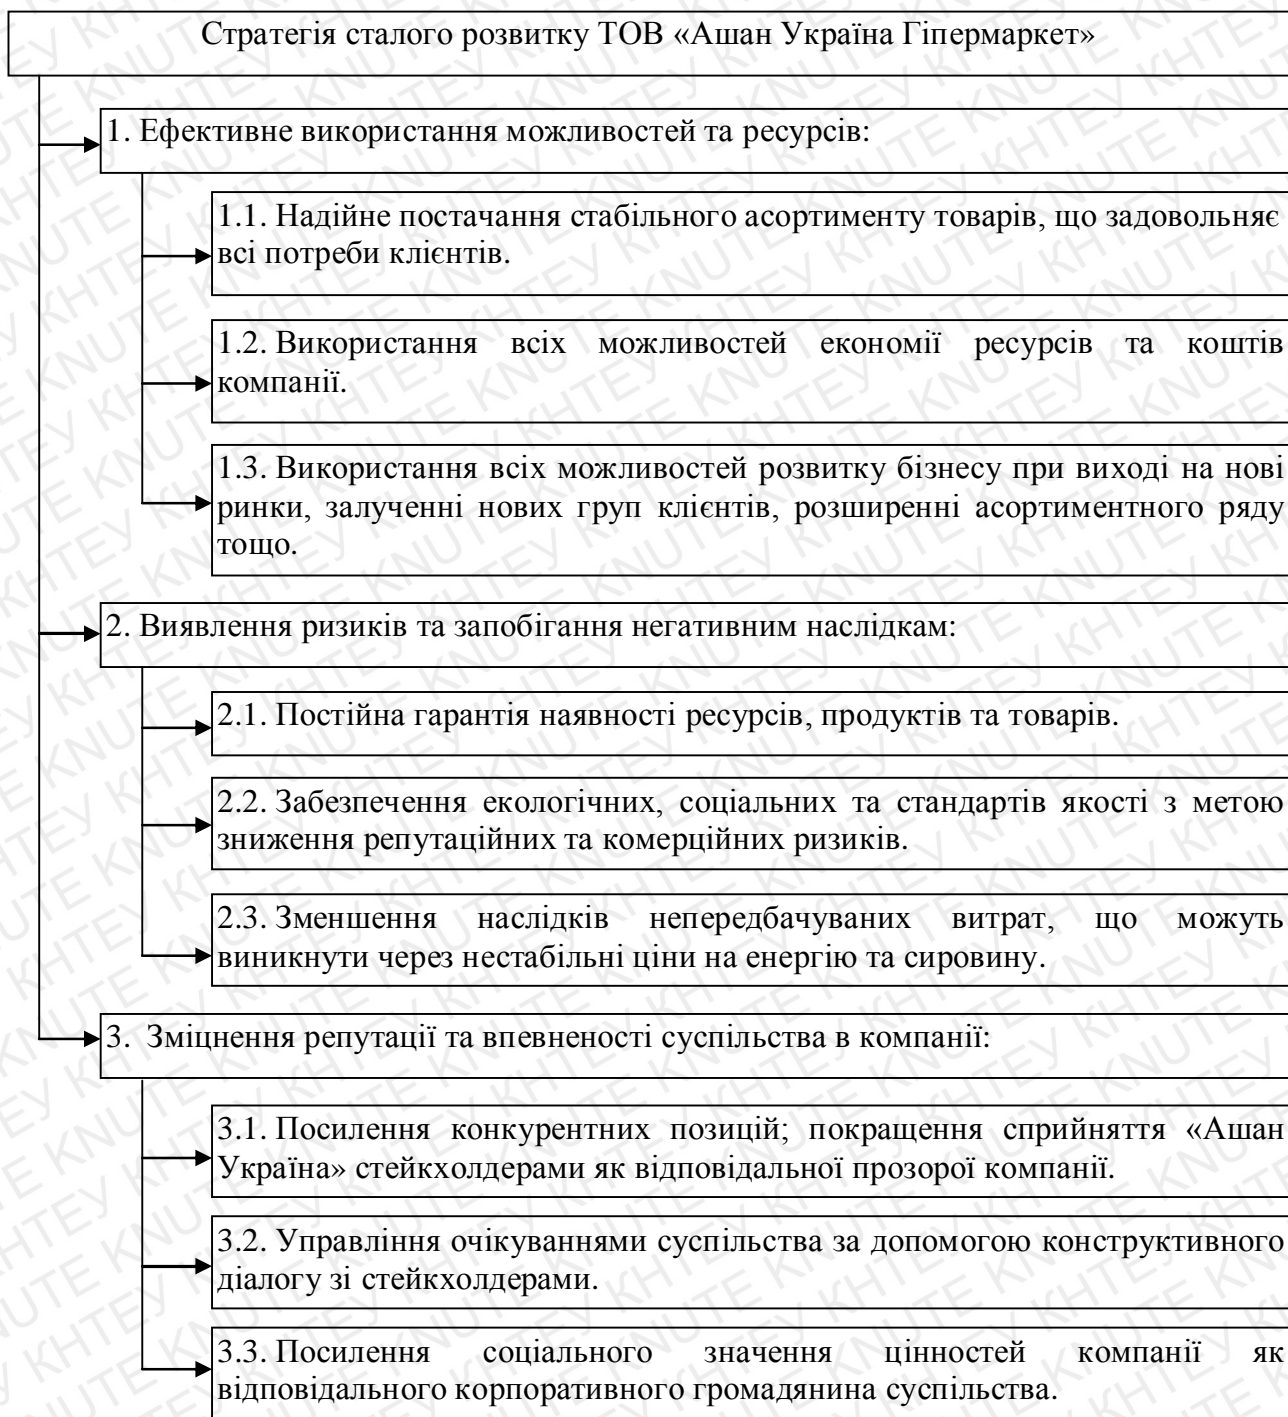 Стратегія сталого розвитку ТОВ «Ашан Україна Гіпермаркет»
1. Ефективне використання можливостей та ресурсів:
1.1. Надійне постачання стабільного асортименту товарів, що задовольняє
всі потреби клієнтів.
1.2. Використання всіх можливостей економії ресурсів та коштів
компанії.
1.3. Використання всіх можливостей розвитку бізнесу при виході на нові
ринки, залученні нових груп клієнтів, розширенні асортиментного ряду
тощо.
2. Виявлення ризиків та запобігання негативним наслідкам:
2.1. Постійна гарантія наявності ресурсів, продуктів та товарів.
2.2. Забезпечення екологічних, соціальних та стандартів якості з метою
зниження репутаційних та комерційних ризиків.
2.3. Зменшення наслідків непередбачуваних витрат, що можуть
виникнути через нестабільні ціни на енергію та сировину.
3. Зміцнення репутації та впевненості суспільства в компанії:
3.1. Посилення конкурентних позицій; покращення сприйняття «Ашан
Україна» стейкхолдерами як відповідальної прозорої компанії.
3.2. Управління очікуваннями суспільства за допомогою конструктивного
діалогу зі стейкхолдерами.
3.3. Посилення соціального значення цінностей компанії як
відповідального корпоративного громадянина суспільства.